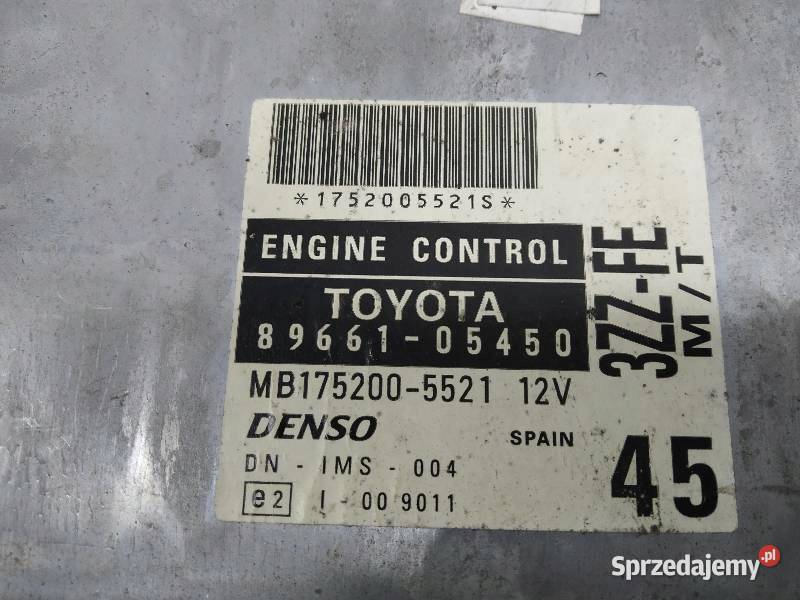 *1752005521S*
ENGINE CONTROL
TOYOTA
89661-05450
MB175200-5521 12V
DENSO SPAIN
DN - IMS - 004
e2 I - 00 9011
3ZZ-FE
M/T
45
Sprzedajemy.pl